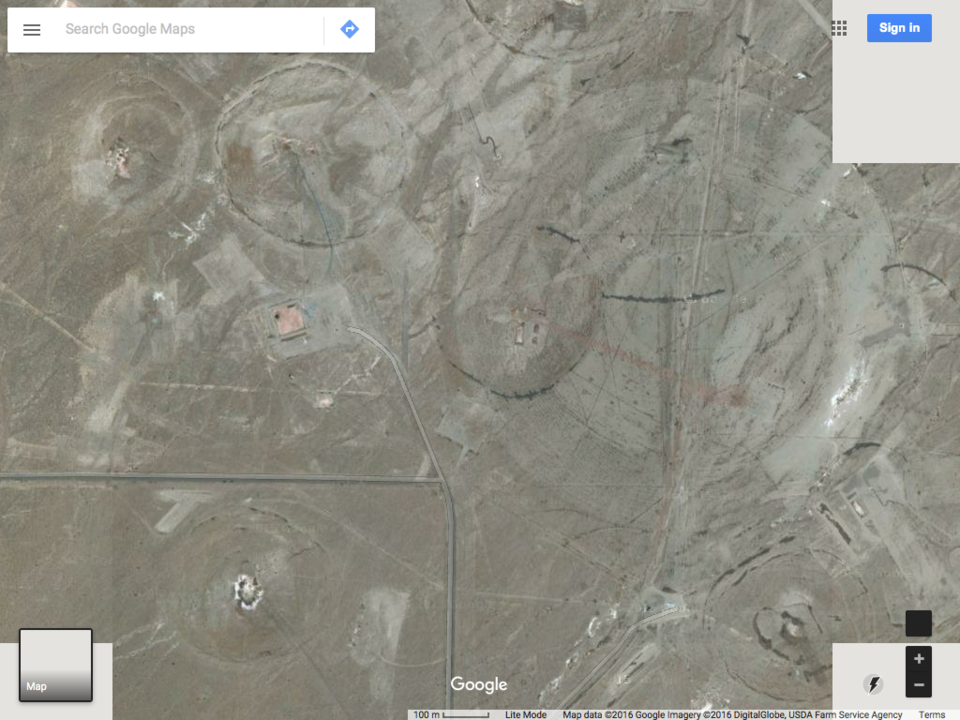 Search Google Maps
Sign in
Map
Google
100 m Lite Mode Map data ©2016 Google Imagery ©2016 DigitalGlobe, USDA Farm Service Agency Terms